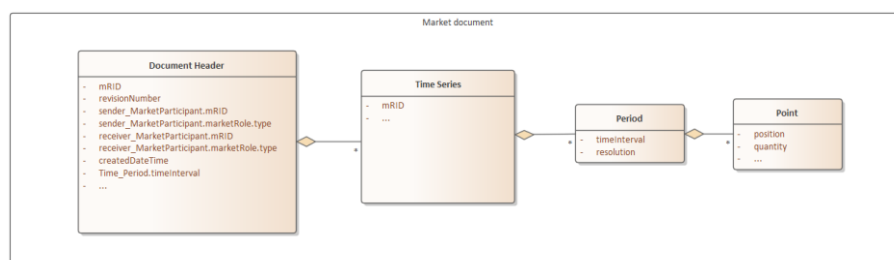 Market document
Document Header
- mRID
- revisionNumber
- sender_MarketParticipant.mRID
- sender_MarketParticipant.marketRole.type
- receiver_MarketParticipant.mRID
- receiver_MarketParticipant.marketRole.type
- createdDateTime
- Time_Period.timeInterval
- ...
*
Time Series
- mRID
- ...
*
Period
- timeInterval
- resolution
*
Point
- position
- quantity
- ...